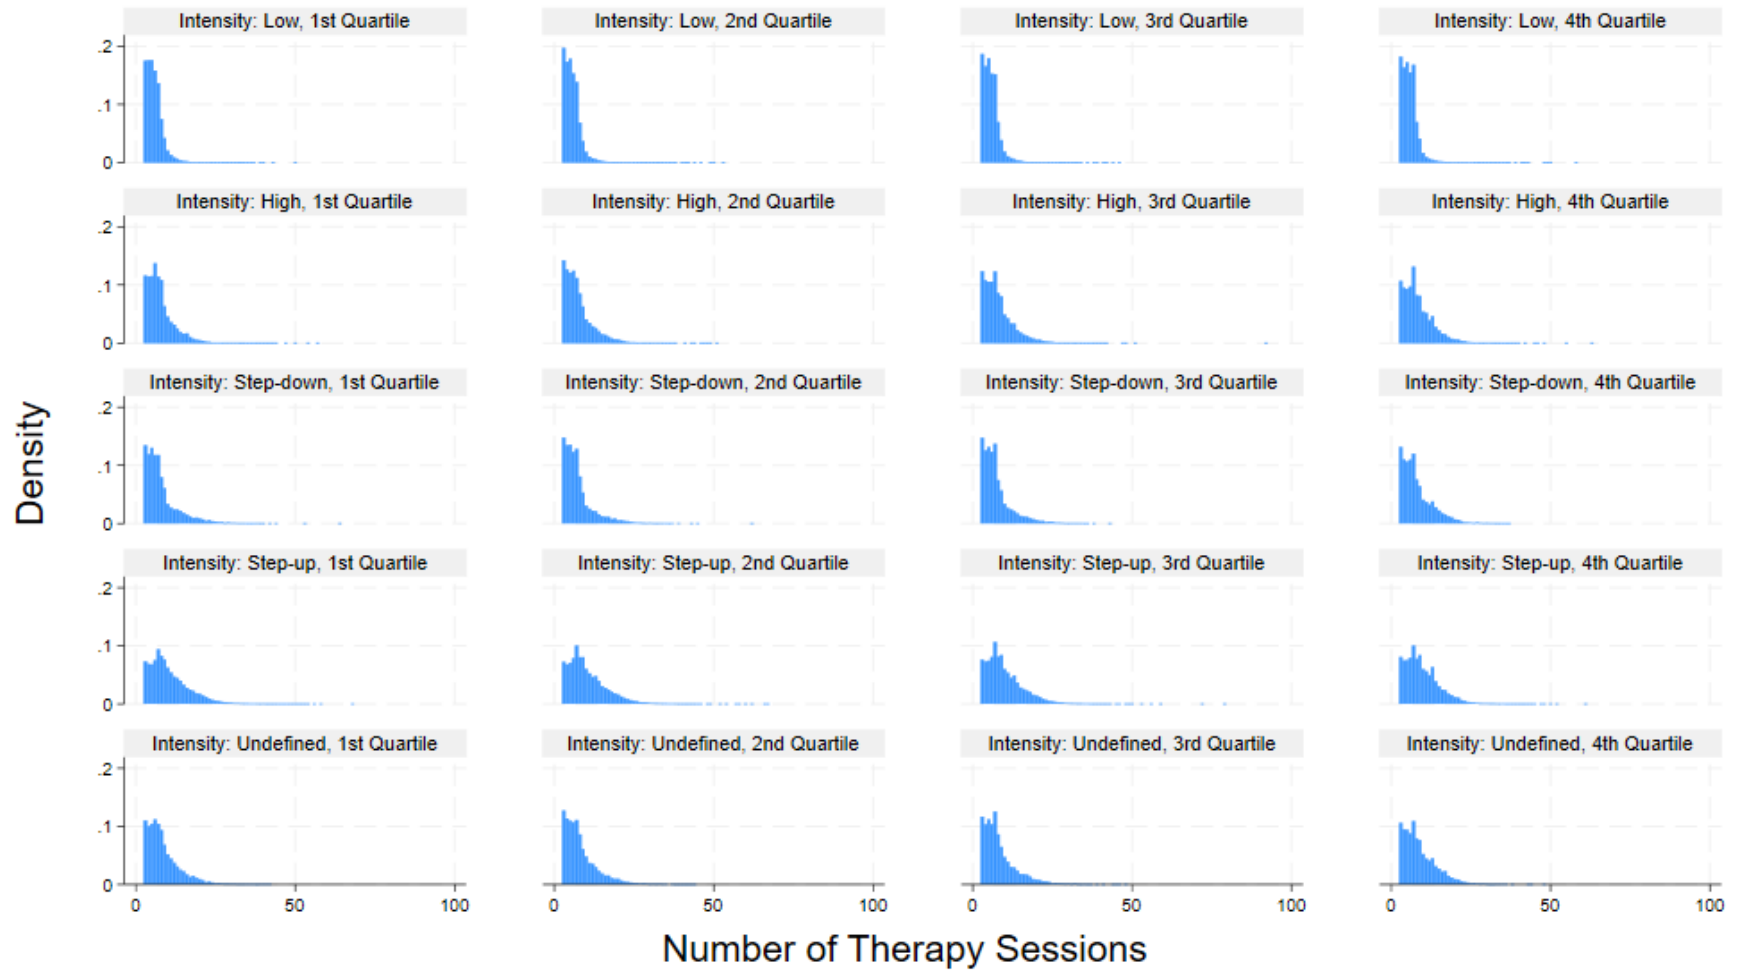 Intensity: Low, 1st Quartile
Intensity: Low, 2nd Quartile
Intensity: Low, 3rd Quartile
Intensity: Low, 4th Quartile
.2
.1
0
Intensity: High, 1st Quartile
Intensity: High, 2nd Quartile
Intensity: High, 3rd Quartile
Intensity: High, 4th Quartile
.2
.1
0
Intensity: Step-down, 1st Quartile
Intensity: Step-down, 2nd Quartile
Intensity: Step-down, 3rd Quartile
Intensity: Step-down, 4th Quartile
.2
.1
0
Density
Intensity: Step-up, 1st Quartile
Intensity: Step-up, 2nd Quartile
Intensity: Step-up, 3rd Quartile
Intensity: Step-up, 4th Quartile
.2
.1
0
Intensity: Undefined, 1st Quartile
Intensity: Undefined, 2nd Quartile
Intensity: Undefined, 3rd Quartile
Intensity: Undefined, 4th Quartile
.2
.1
0
0 50 100
0 50 100
0 50 100
0 50 100
Number of Therapy Sessions